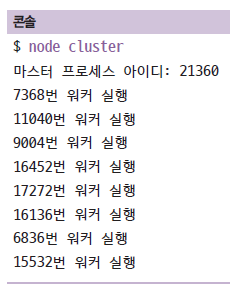 콘솔
$ node cluster
마스터 프로세스 아이디: 21360
7368번 워커 실행
11040번 워커 실행
9004번 워커 실행
16452번 워커 실행
17272번 워커 실행
16136번 워커 실행
6836번 워커 실행
15532번 워커 실행